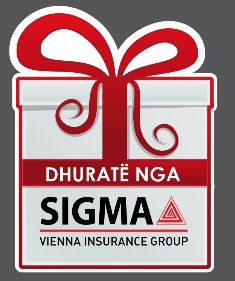 DHURATË NGA
SIGMA
VIENNA INSURANCE GROUP